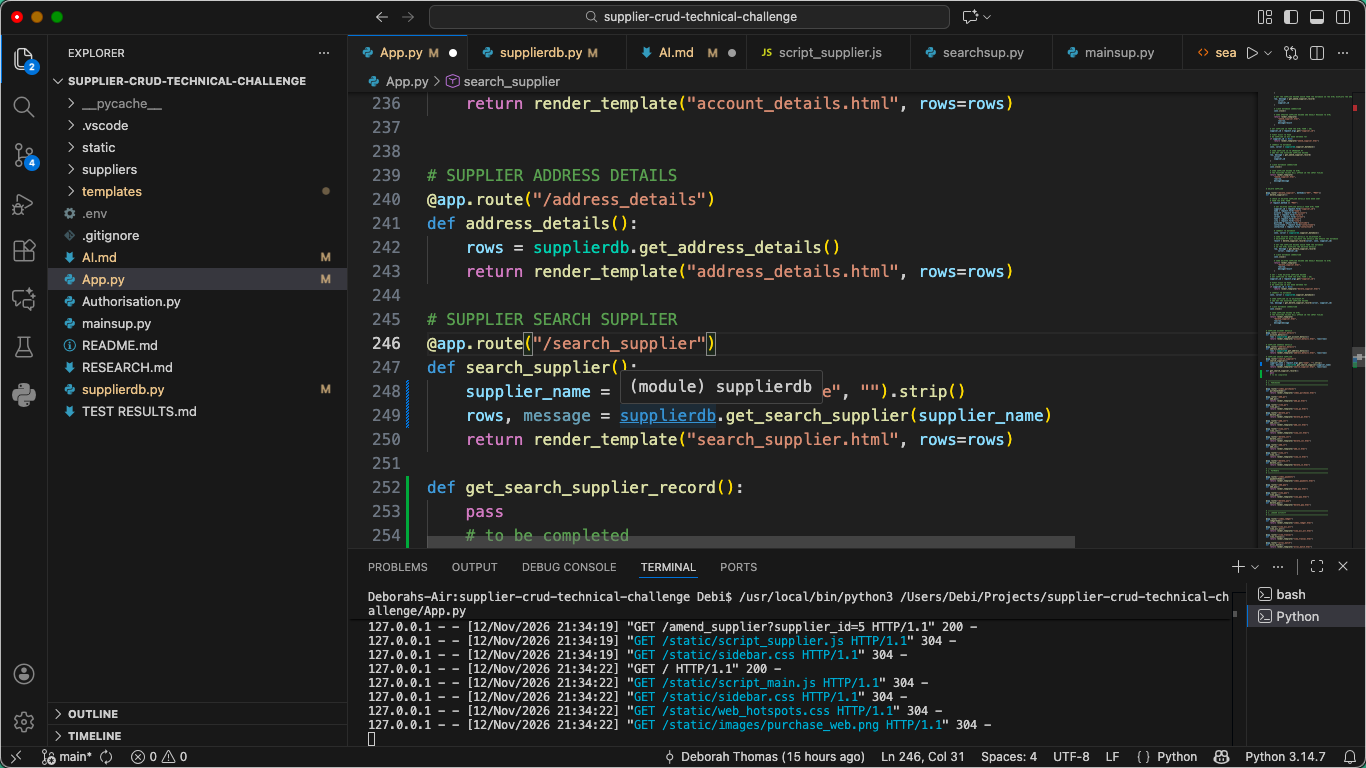 supplier-crud-technical-challenge
EXPLORER
SUPPLIER-CRUD-TECHNICAL-CHALLENGE
__pycache__
.vscode
static
suppliers
templates
.env
.gitignore
AI.md M
App.py M
Authorisation.py
mainsup.py
README.md
RESEARCH.md
supplierdb.py M
TEST RESULTS.md
OUTLINE
TIMELINE
2
4
App.py M
supplierdb.py M
AI.md M
JS script_supplier.js
searchsup.py
mainsup.py
<> sea
App.py > search_supplier
236 return render_template("account_details.html", rows=rows)
237
238
239 # SUPPLIER ADDRESS DETAILS
240 @app.route("/address_details")
241 def address_details():
242 rows = supplierdb.get_address_details()
243 return render_template("address_details.html", rows=rows)
244
245 # SUPPLIER SEARCH SUPPLIER
246 @app.route("/search_supplier")
247 def search_supplier():
(module) supplierdb
248 supplier_name = e", "").strip()
249 rows, message = supplierdb.get_search_supplier(supplier_name)
250 return render_template("search_supplier.html", rows=rows)
251
252 def get_search_supplier_record():
253 pass
254 # to be completed
PROBLEMS OUTPUT DEBUG CONSOLE TERMINAL PORTS
Deborahs-Air:supplier-crud-technical-challenge Debi$ /usr/local/bin/python3 /Users/Debi/Projects/supplier-crud-technical-ch
allenge/App.py
127.0.0.1 - - [12/Nov/2026 21:34:19] "GET /amend_supplier?supplier_id=5 HTTP/1.1" 200 -
127.0.0.1 - - [12/Nov/2026 21:34:19] "GET /static/script_supplier.js HTTP/1.1" 304 -
127.0.0.1 - - [12/Nov/2026 21:34:19] "GET /static/sidebar.css HTTP/1.1" 304 -
127.0.0.1 - - [12/Nov/2026 21:34:22] "GET / HTTP/1.1" 200 -
127.0.0.1 - - [12/Nov/2026 21:34:22] "GET /static/script_main.js HTTP/1.1" 304 -
127.0.0.1 - - [12/Nov/2026 21:34:22] "GET /static/sidebar.css HTTP/1.1" 304 -
127.0.0.1 - - [12/Nov/2026 21:34:22] "GET /static/web_hotspots.css HTTP/1.1" 304 -
127.0.0.1 - - [12/Nov/2026 21:34:22] "GET /static/images/purchase_web.png HTTP/1.1" 304 -
bash
Python
main* 0 0 Deborah Thomas (15 hours ago) Ln 246, Col 31 Spaces: 4 UTF-8 LF { } Python Python 3.14.7